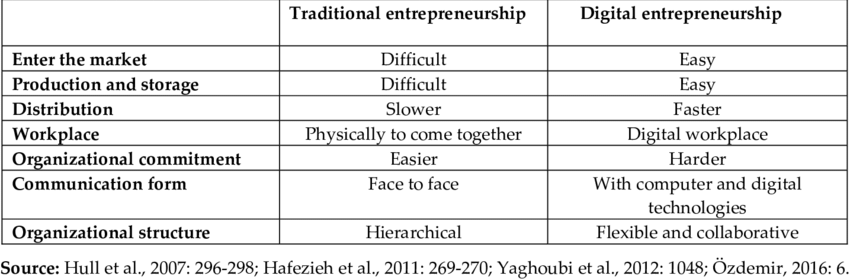 Traditional entrepreneurship Digital entrepreneurship
Enter the market Difficult Easy
Production and storage Difficult Easy
Distribution Slower Faster
Workplace Physically to come together Digital workplace
Organizational commitment Easier Harder
Communication form Face to face With computer and digital
technologies
Organizational structure Hierarchical Flexible and collaborative
Source: Hull et al., 2007: 296-298; Hafezieh et al., 2011: 269-270; Yaghoubi et al., 2012: 1048; Özdemir, 2016: 6.